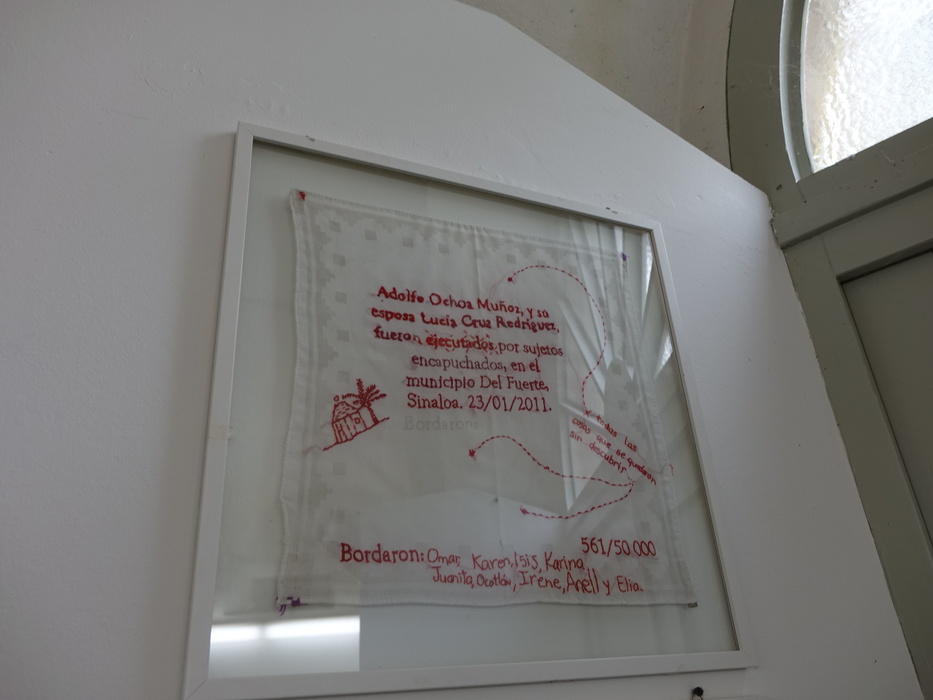 Adolfo Ochoa Muñoz, y su
esposa Lucía Cruz Rodríguez,
fueron ejecutados por sujetos
encapuchados, en el
municipio Del Fuerte,
Sinaloa. 23/01/2011.
Bordaron:
todas las
cosas que se quedaron
sin descubrir
561/50.000
Bordaron: Omar, Karen, Isis, Karina,
Juanita, Ocotlán, Irene, Anell y Elia.